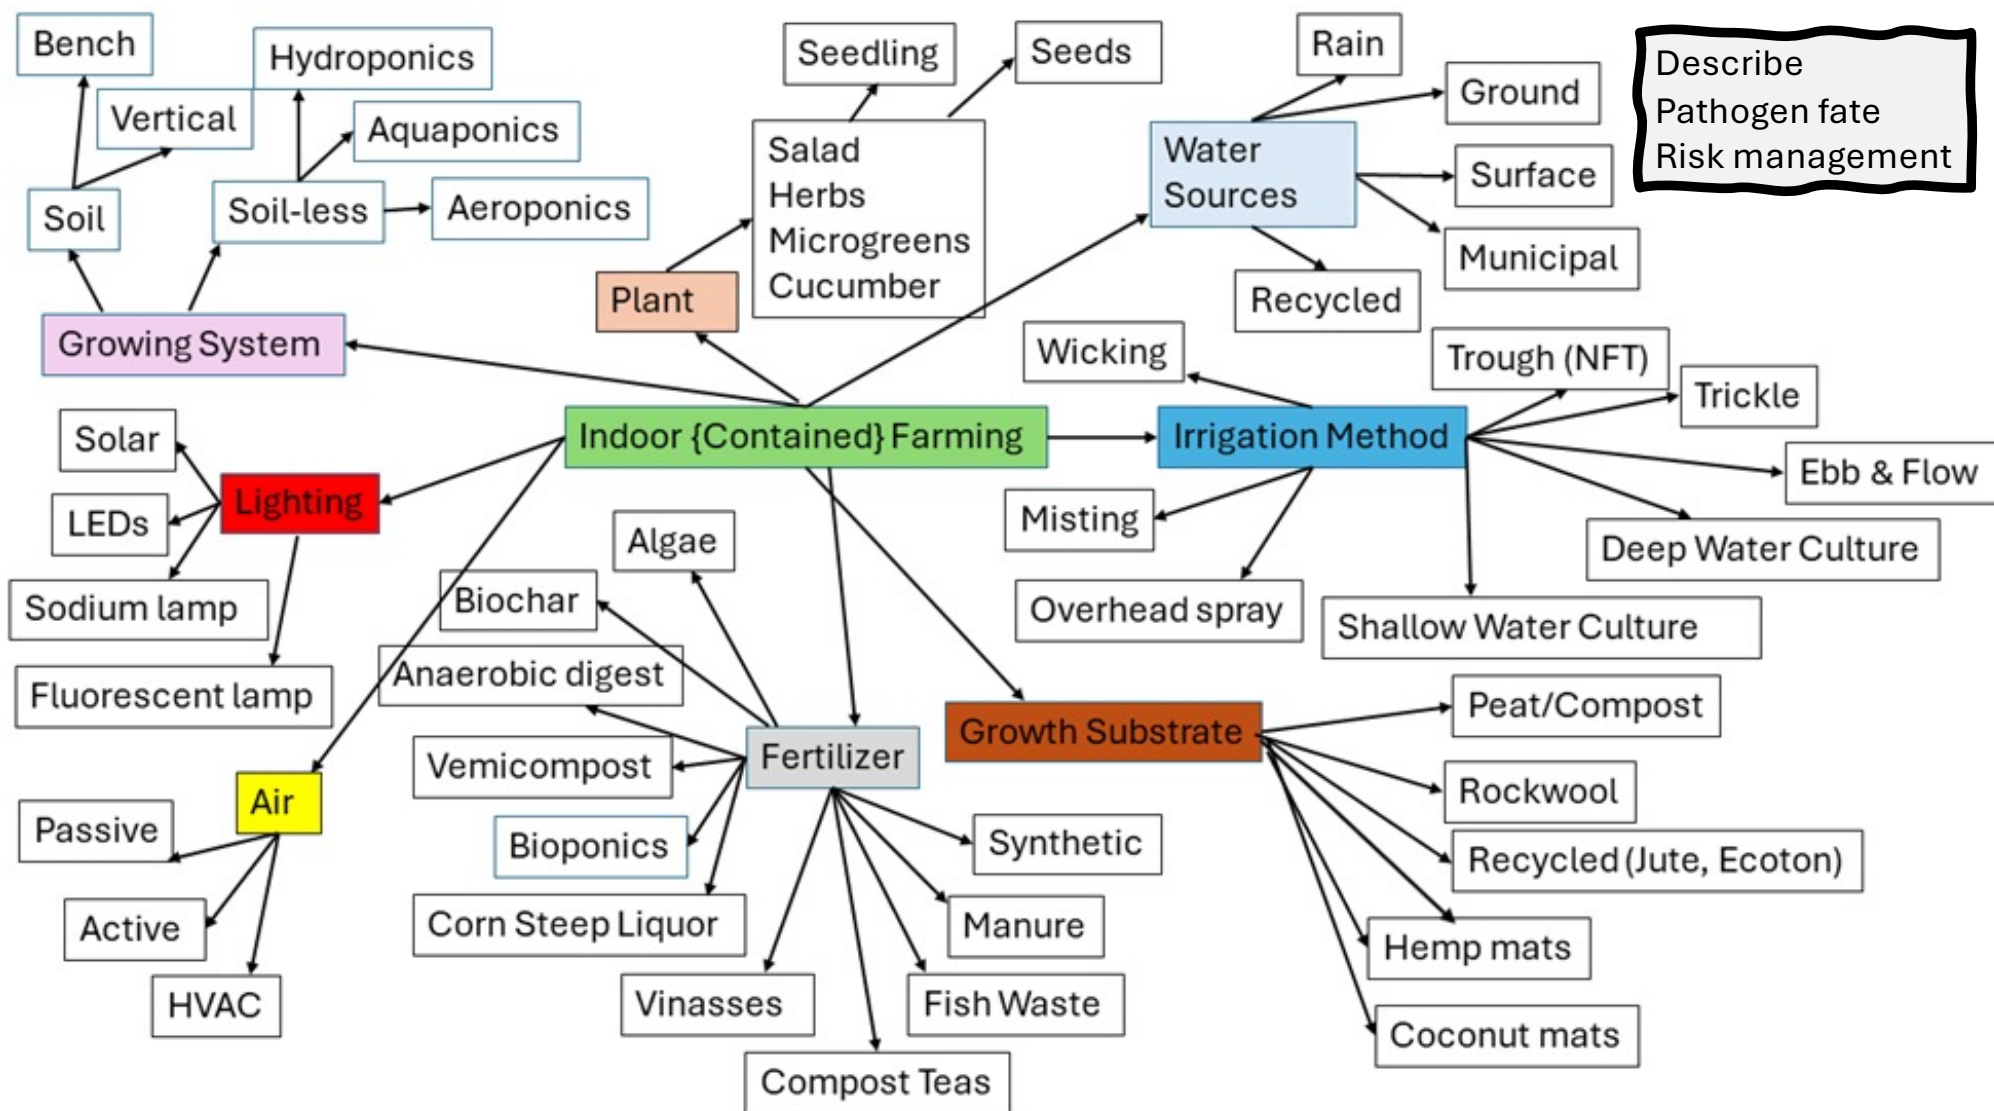 Bench
Hydroponics
Vertical
Aquaponics
Soil
Soil-less
Aeroponics
Growing System
Seedling
Seeds
Salad
Herbs
Microgreens
Cucumber
Plant
Rain
Ground
Water
Sources
Surface
Municipal
Recycled
Describe
Pathogen fate
Risk management
Wicking
Trough (NFT)
Trickle
Indoor {Contained} Farming
Irrigation Method
Ebb & Flow
Misting
Deep Water Culture
Overhead spray
Shallow Water Culture
Solar
Lighting
LEDs
Sodium lamp
Fluorescent lamp
Algae
Biochar
Anaerobic digest
Vemicompost
Fertilizer
Bioponics
Corn Steep Liquor
Synthetic
Manure
Vinasses
Fish Waste
Compost Teas
Growth Substrate
Peat/Compost
Rockwool
Recycled (Jute, Ecoton)
Hemp mats
Coconut mats
Air
Passive
Active
HVAC